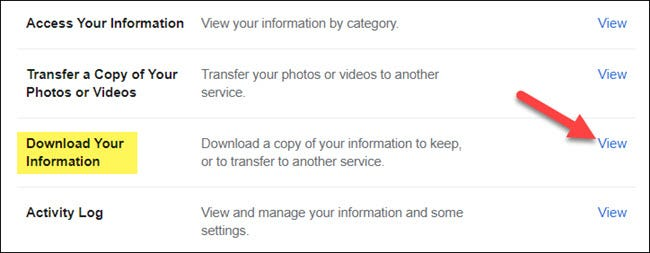 Access Your Information View your information by category. View
Transfer a Copy of Your Transfer your photos or videos to another View
Photos or Videos service.
Download Your Download a copy of your information to keep, View
Information or to transfer to another service.
Activity Log View and manage your information and some View
settings.